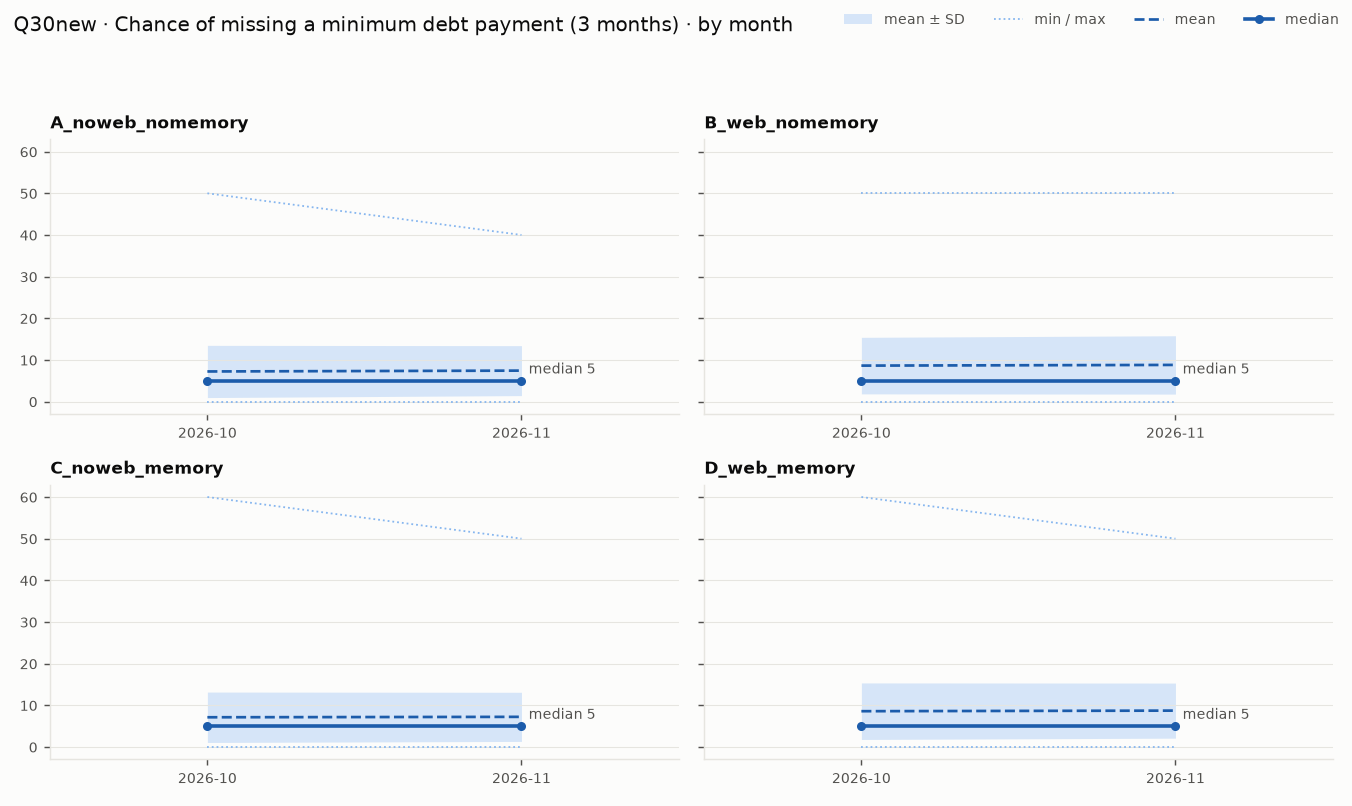 Q30new · Chance of missing a minimum debt payment (3 months) · by month
mean ± SD
min / max
mean
median
A_noweb_nomemory
B_web_nomemory
60
50
40
30
20
10
0
median 5
median 5
2026-10
2026-11
2026-10
2026-11
C_noweb_memory
D_web_memory
60
50
40
30
20
10
0
median 5
median 5
2026-10
2026-11
2026-10
2026-11